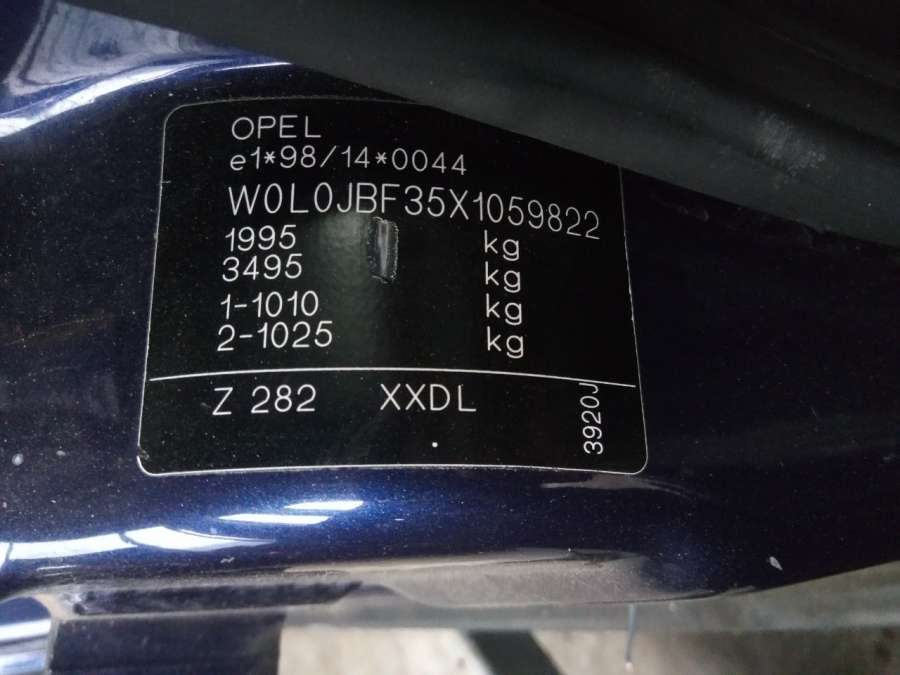 OPEL
e1*98/14*0044
W0L0JBF35X1059822
1995 kg
3495 kg
1-1010 kg
2-1025 kg
Z 282 XXDL
3920J